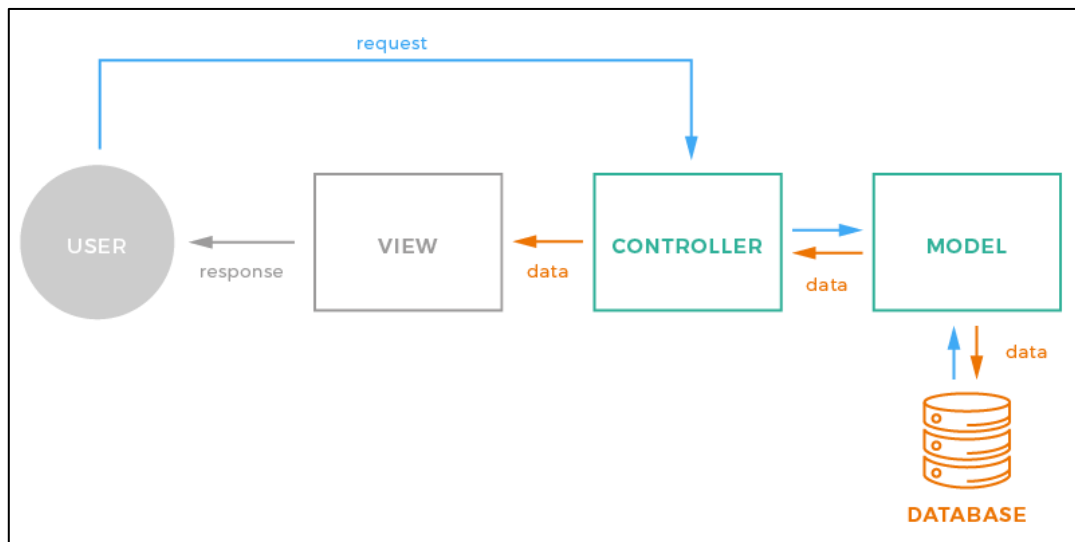 request
USER
VIEW
CONTROLLER
MODEL
response
data
data
data
DATABASE